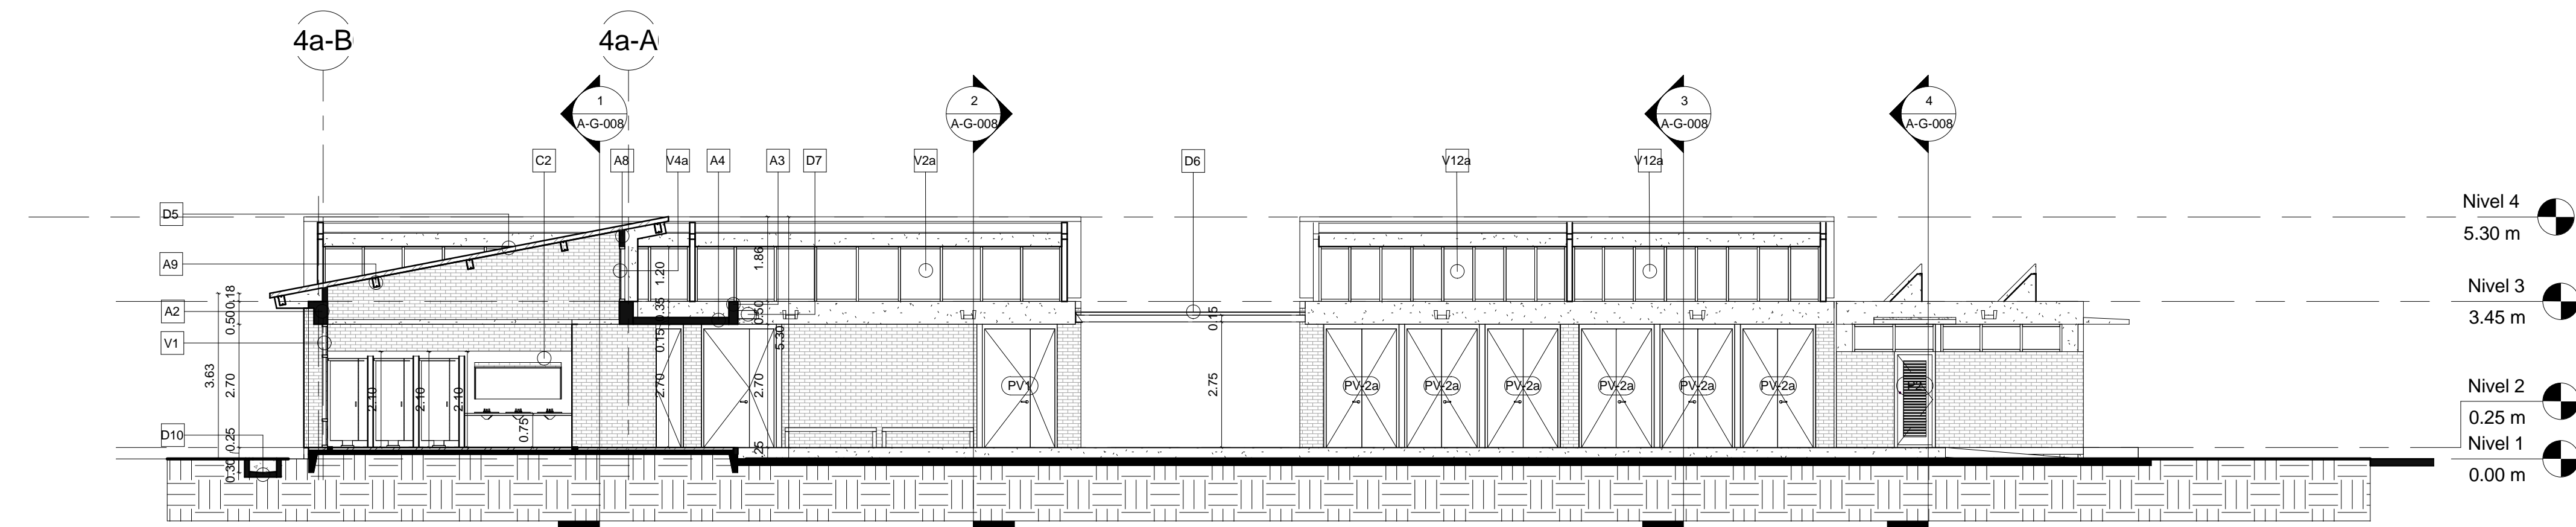 4a-B
4a-A
1
A-G-008
2
A-G-008
3
A-G-008
4
A-G-008
C2
A8
V4a
A4
A3
D7
V2a
D6
V12a
V12a
D5
A9
A2
V1
D10
Nivel 4
5.30 m
Nivel 3
3.45 m
Nivel 2
0.25 m
Nivel 1
0.00 m
3.63
0.18
0.50
2.70
0.25
0.30
2.10
2.10
2.10
0.75
1.20
0.35
0.15
2.70
1.86
0.50
2.70
5.30
0.15
2.75
PV1
PV-2a
PV-2a
PV-2a
PV-2a
PV-2a
PV-2a